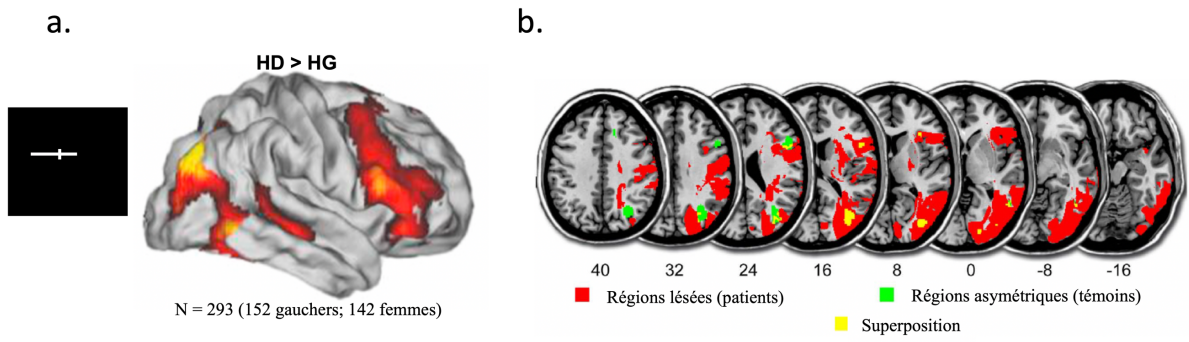 a.
HD > HG
N = 293 (152 gauchers; 142 femmes)
b.
40 32 24 16 8 0 -8 -16
Régions lésées (patients)
Régions asymétriques (témoins)
Superposition